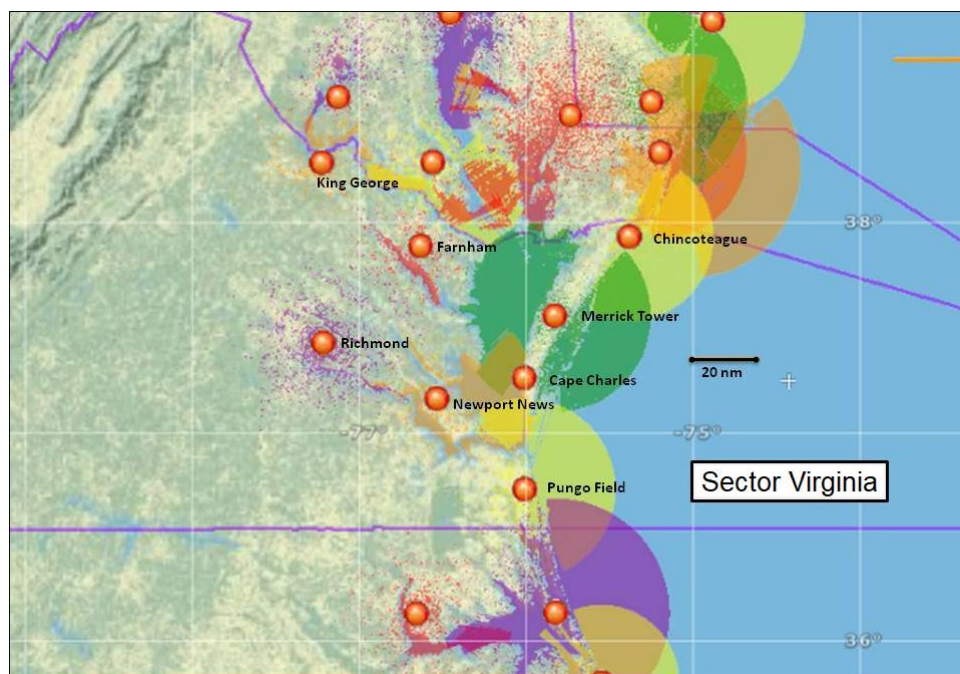 King George
38°
Chincoteague
Farnham
Merrick Tower
Richmond
20 nm
Cape Charles
Newport News
-77°
-75°
Sector Virginia
Pungo Field
36°